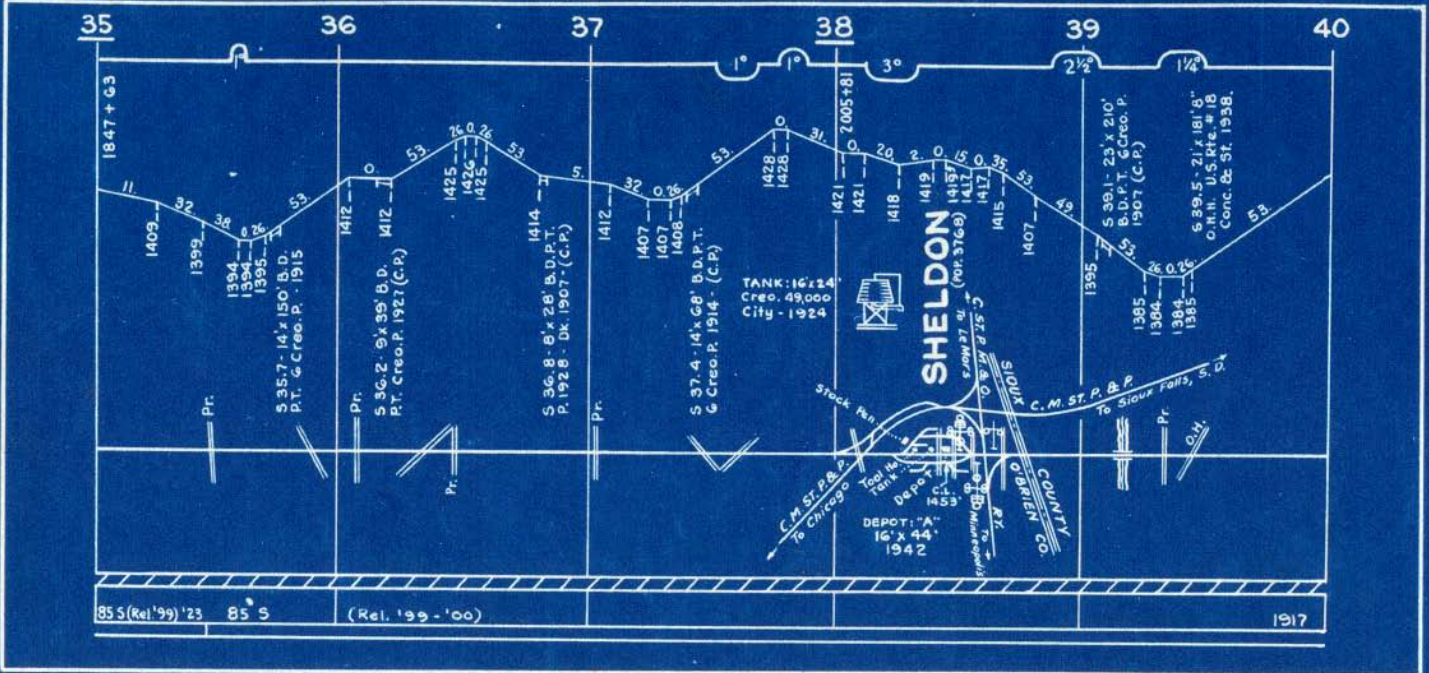 35 36 37 38 39 40
1° 1° 3° 2½° 1¼°
1847 + 63
2005+81
11. 32. 38. 0. 26. 53. 0. 53. 26. 0. 26. 53. 5. 32. 0. 26. 53. 0. 31. 0. 20. 2. 0. 15. 0. 35. 53. 49. 53. 26. 0. 26. 53.
1409
1399
1394
1394
1395
1412
1412
1425
1426
1425
1414
1412
1407
1407
1408
1428
1428
1421
1421
1418
1419
1419
1417
1417
1415
1407
1395
1385
1384
1384
1385
S 35.7 - 14' x 150' B.D.
P.T. 6 Creo. P. - 1915
S 36.2 - 9' x 39' B.D.
P.T. Creo. P. 1927 (C.P.)
S 36.8 - 8' x 28' B.D.P.T.
P. 1928 - DK. 1907 - (C.P.)
S 37.4 - 14' x 68' B.D.P.T.
6 Creo. P. 1914 - (C.P.)
S 39.1 - 23' x 210'
B.D.P.T. 6 Creo. P.
1907 (C.P.)
S 39.5 - 21' x 181' 8"
O.H.H. U.S. Rte. # 18
Conc. & St. 1938.
TANK: 16' x 24'
Creo. 49,000
City - 1924
SHELDON
(POP. 3768)
C. ST. P. M. & O.
To Le Mars
RY.
To Minneapolis
SIOUX COUNTY
O'BRIEN CO.
C. M. ST. P. & P.
To Sioux Falls, S. D.
C. M. ST. P. & P.
To Chicago
Stock Pen
Tool Ho.
Tank
Depot
C.L.
1453'
DEPOT: "A"
16' x 44'
1942
Pr.
Pr.
Pr.
Pr.
Pr.
O.H.
85 S (Rel. '99) '23
85 S
(Rel. '99 - '00)
1917